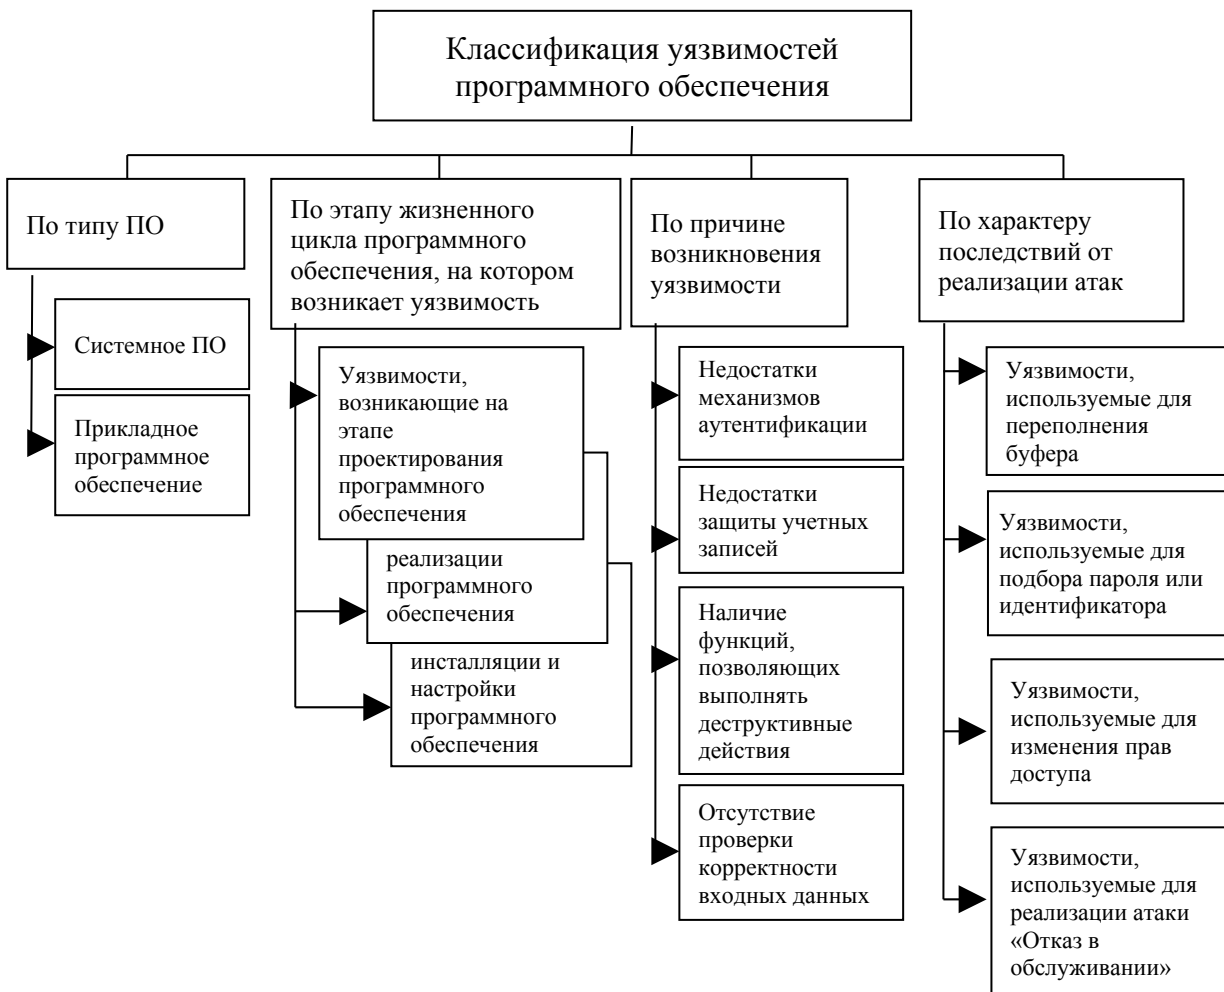 Классификация уязвимостей
программного обеспечения
По типу ПО
Системное ПО
Прикладное
программное
обеспечение
По этапу жизненного
цикла программного
обеспечения, на котором
возникает уязвимость
Уязвимости,
возникающие на
этапе
проектирования
программного
обеспечения
реализации
программного
обеспечения
инсталляции и
настройки
программного
обеспечения
По причине
возникновения
уязвимости
Недостатки
механизмов
аутентификации
Недостатки
защиты учетных
записей
Наличие
функций,
позволяющих
выполнять
деструктивные
действия
Отсутствие
проверки
корректности
входных данных
По характеру
последствий от
реализации атак
Уязвимости,
используемые для
переполнения
буфера
Уязвимости,
используемые для
подбора пароля или
идентификатора
Уязвимости,
используемые для
изменения прав
доступа
Уязвимости,
используемые для
реализации атаки
«Отказ в
обслуживании»